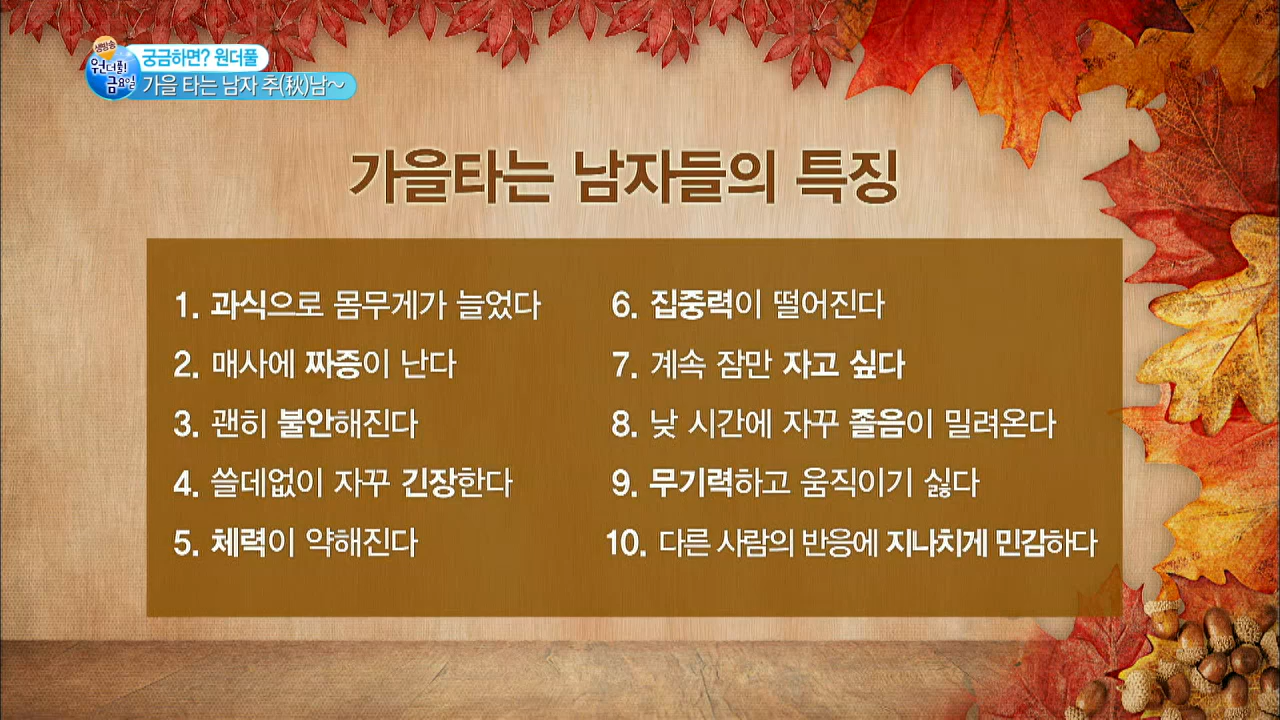 생방송
원더풀!
금요일
궁금하면? 원더풀
가을 타는 남자 추(秋)남~
가을타는 남자들의 특징
1. 과식으로 몸무게가 늘었다
2. 매사에 짜증이 난다
3. 괜히 불안해진다
4. 쓸데없이 자꾸 긴장한다
5. 체력이 약해진다
6. 집중력이 떨어진다
7. 계속 잠만 자고 싶다
8. 낮 시간에 자꾸 졸음이 밀려온다
9. 무기력하고 움직이기 싫다
10. 다른 사람의 반응에 지나치게 민감하다